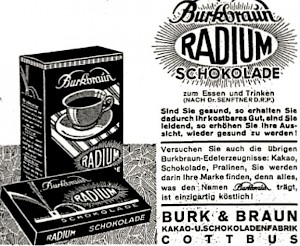 Burkbraun
RADIUM
SCHOKOLADE
zum Essen und Trinken
(NACH Dr. SENFTNER D.R.P.)
Sind Sie gesund, so erhalten Sie
dadurch Ihr kostbares Gut, sind Sie
leidend, so erhöhen Sie Ihre Aus-
sicht, wieder gesund zu werden!
Versuchen Sie auch die übrigen
Burkbraun-Edelerzeugnisse: Kakao,
Schokolade, Pralinen, Sie werden
darin Ihre Marke finden, denn alles,
was den Namen Burkbraun, trägt,
ist einzigartig köstlich!
BURK & BRAUN
KAKAO-U.SCHOKOLADENFABRIK
COTTBUS
Burkbraun
RADIUM
SCHOKOLADE
Burkbraun
RADIUM
SCHOKOLADE